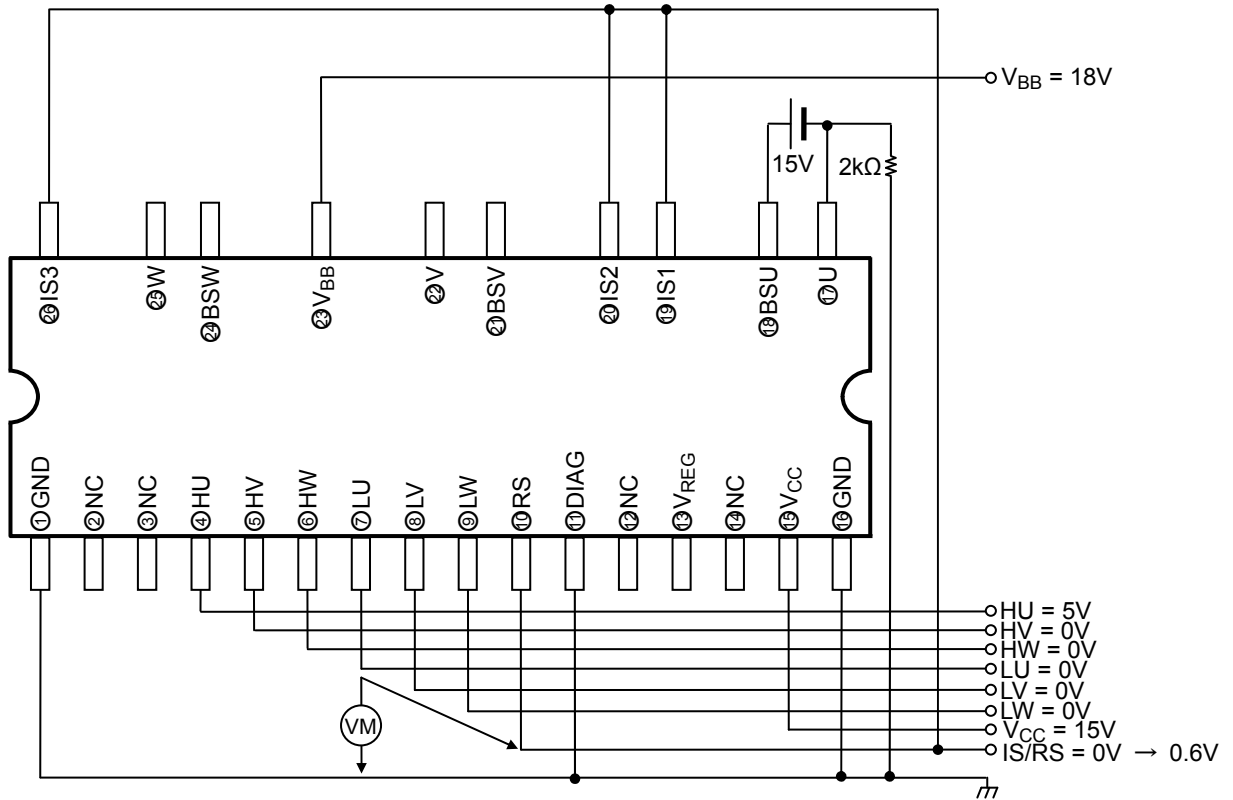 V_BB = 18V
15V
2kΩ
㉖IS3
㉕W
㉔BSW
㉓V_BB
㉒V
㉑BSV
⑳IS2
⑲IS1
⑱BSU
⑰U
①GND
②NC
③NC
④HU
⑤HV
⑥HW
⑦LU
⑧LV
⑨LW
⑩RS
⑪DIAG
⑫NC
⑬V_REG
⑭NC
⑮V_CC
⑯GND
HU = 5V
HV = 0V
HW = 0V
LU = 0V
LV = 0V
LW = 0V
V_CC = 15V
IS/RS = 0V → 0.6V
VM